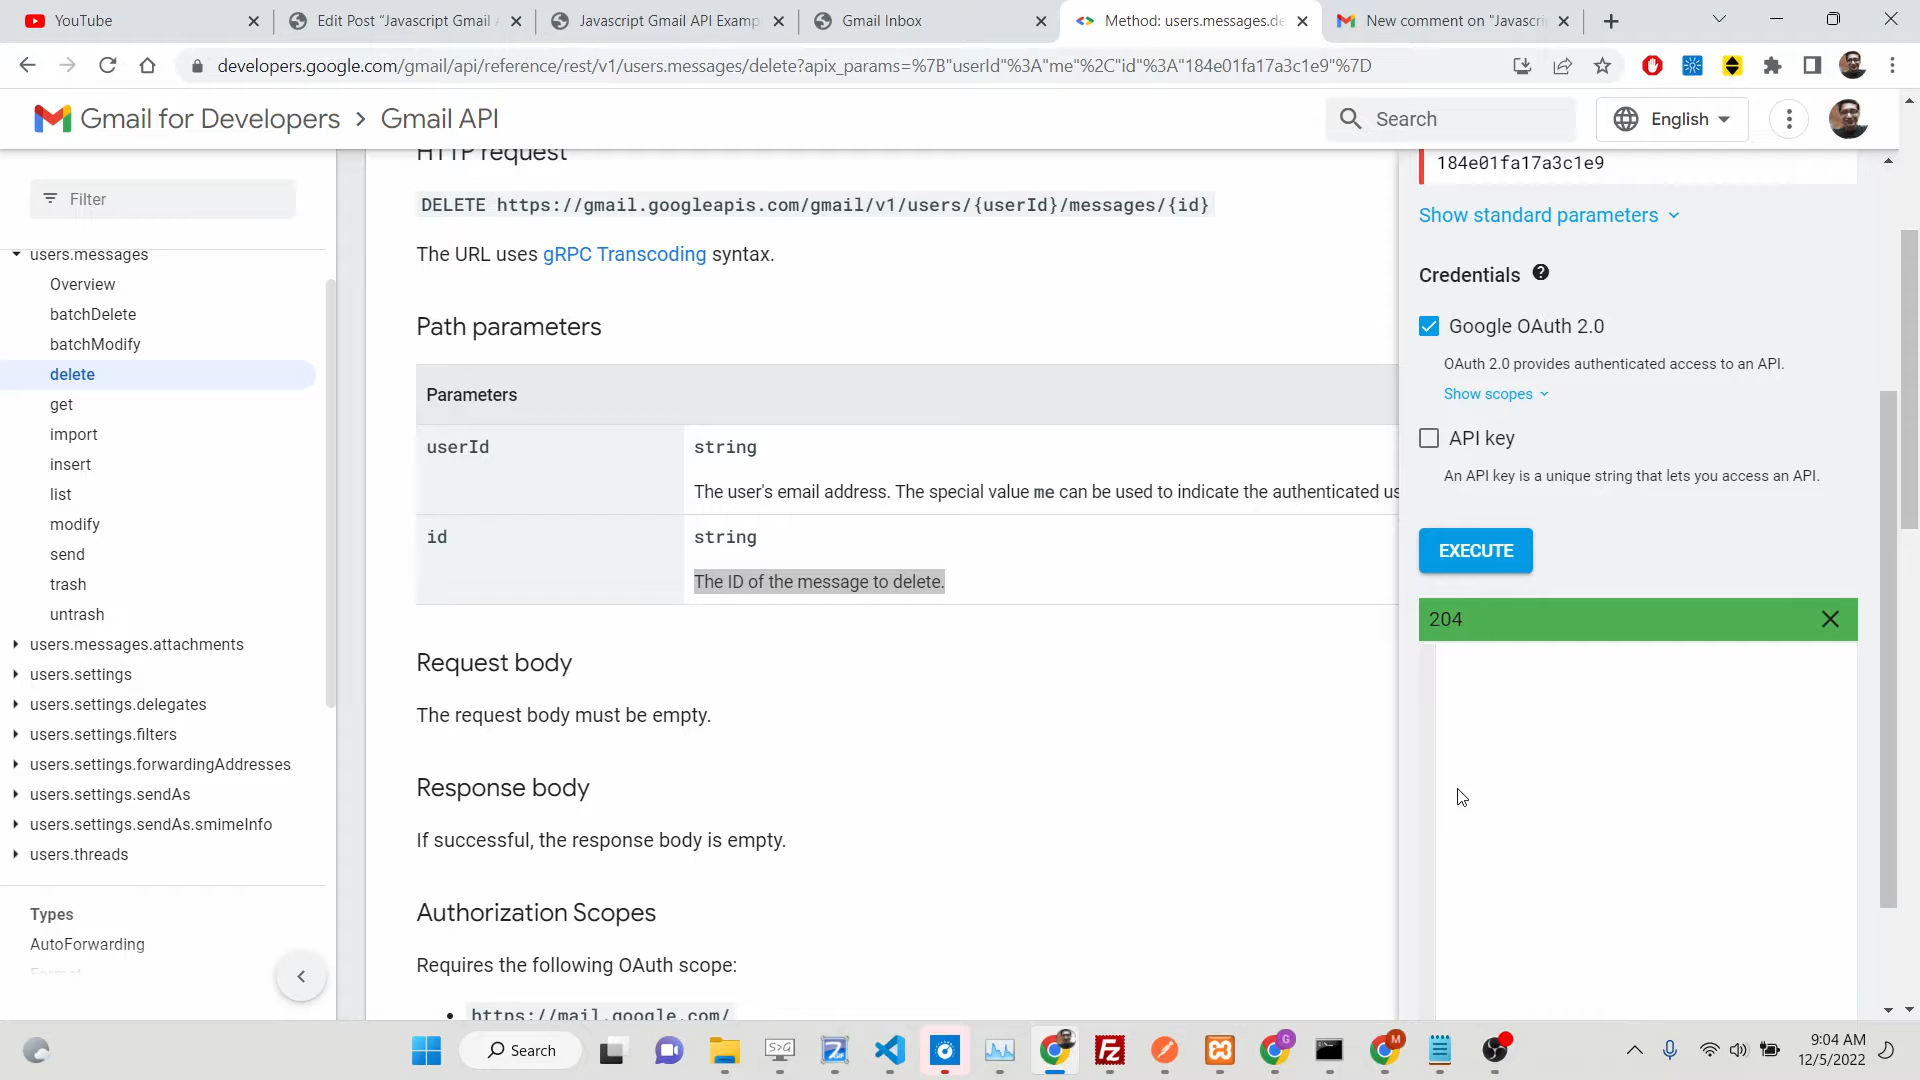 YouTube
Edit Post "Javascript Gmail
Javascript Gmail API Examp
Gmail Inbox
Method: users.messages.de
New comment on "Javascri
developers.google.com/gmail/api/reference/rest/v1/users.messages/delete?apix_params=%7B"userId"%3A"me"%2C"id"%3A"184e01fa17a3c1e9"%7D
Gmail for Developers > Gmail API
Search
English
Filter
users.messages
Overview
batchDelete
batchModify
delete
get
import
insert
list
modify
send
trash
untrash
users.messages.attachments
users.settings
users.settings.delegates
users.settings.filters
users.settings.forwardingAddresses
users.settings.sendAs
users.settings.sendAs.smimeInfo
users.threads
Types
AutoForwarding
Format
HTTP request
DELETE https://gmail.googleapis.com/gmail/v1/users/{userId}/messages/{id}
The URL uses gRPC Transcoding syntax.
Path parameters
Parameters
userId
string
The user's email address. The special value me can be used to indicate the authenticated us
id
string
The ID of the message to delete.
Request body
The request body must be empty.
Response body
If successful, the response body is empty.
Authorization Scopes
Requires the following OAuth scope:
https://mail.google.com/
184e01fa17a3c1e9
Show standard parameters
Credentials
Google OAuth 2.0
OAuth 2.0 provides authenticated access to an API.
Show scopes
API key
An API key is a unique string that lets you access an API.
EXECUTE
204
Search
9:04 AM
12/5/2022